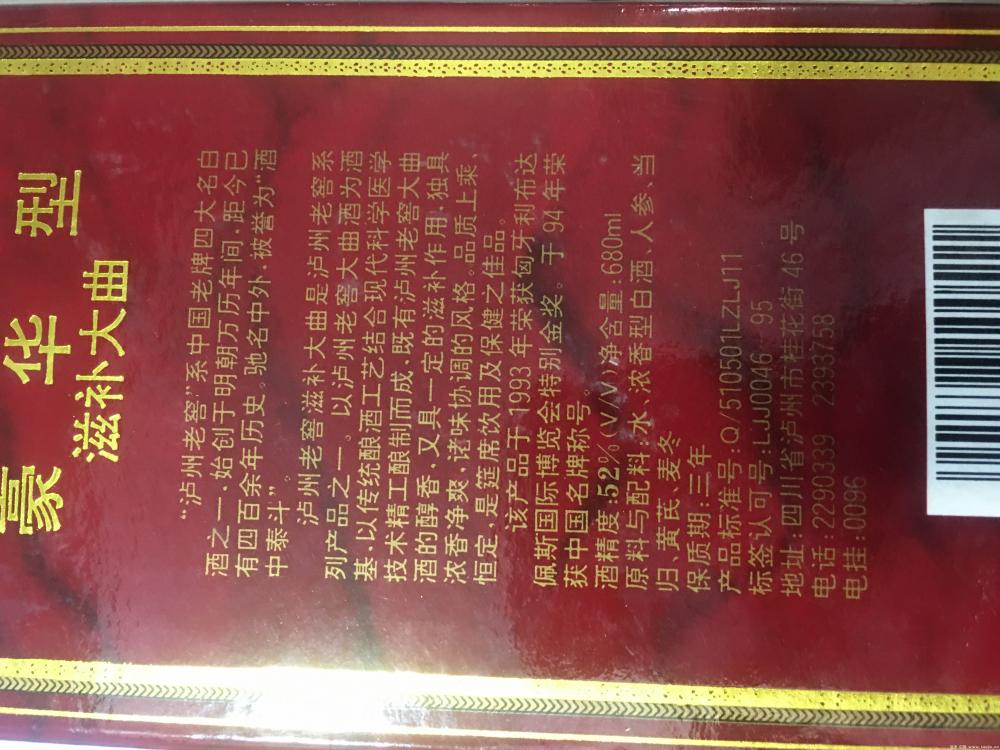 豪华型
滋补大曲
“泸州老窖”系中国老牌四大名白
酒之一，始创于明朝万历年间，距今已
有四百余年历史。驰名中外，被誉为“酒
中泰斗”
泸州老窖滋补大曲是泸州老窖系
列产品之一。以泸州老窖大曲酒为酒
基，以传统酿酒工艺结合现代科学医学
技术精工酿制而成，既有泸州老窖大曲
酒的醇香，又具一定的滋补作用，独具
浓香净爽、诸味协调的风格。品质上乘、
恒定，是筵席饮用及保健之佳品。
该产品于1993年荣获匈牙利布达
佩斯国际博览会特别金奖。于94年荣
获中国名牌称号。
酒精度:52%(V/V)净含量:680ml
原料与配料:水、浓香型白酒、人参、当
归、黄芪、麦冬
保质期:三年
产品标准号:Q/510501LZLJ11
标签认可号:LJJ0046 95
地址:四川省泸州市桂花街46号
电话:2290339 2393758
电挂:0096